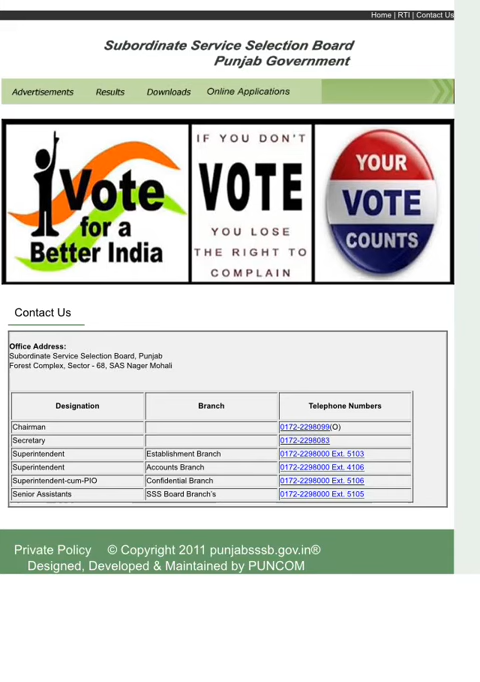 Home | RTI | Contact Us
Subordinate Service Selection Board
Punjab Government
Advertisements Results Downloads Online Applications
Vote
for a
Better India
IF YOU DON'T
VOTE
YOU LOSE
THE RIGHT TO
COMPLAIN
YOUR
VOTE
COUNTS
Contact Us
Office Address:
Subordinate Service Selection Board, Punjab
Forest Complex, Sector - 68, SAS Nager Mohali
Designation Branch Telephone Numbers
Chairman 0172-2298099(O)
Secretary 0172-2298083
Superintendent Establishment Branch 0172-2298000 Ext. 5103
Superintendent Accounts Branch 0172-2298000 Ext. 4106
Superintendent-cum-PIO Confidential Branch 0172-2298000 Ext. 5106
Senior Assistants SSS Board Branch's 0172-2298000 Ext. 5105
Private Policy © Copyright 2011 punjabsssb.gov.in®
Designed, Developed & Maintained by PUNCOM